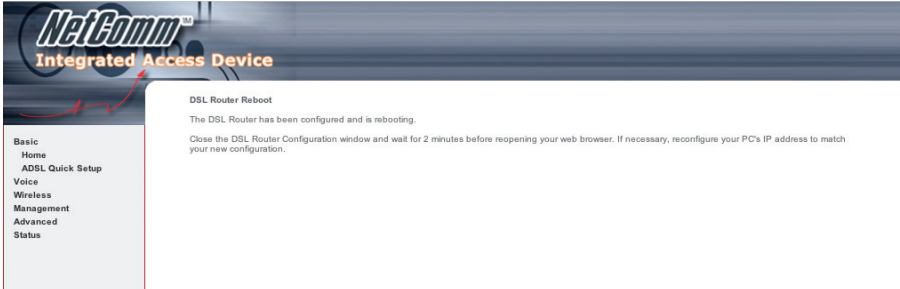 NetComm™
Integrated Access Device
DSL Router Reboot
The DSL Router has been configured and is rebooting.
Close the DSL Router Configuration window and wait for 2 minutes before reopening your web browser. If necessary, reconfigure your PC's IP address to match
your new configuration.
Basic
Home
ADSL Quick Setup
Voice
Wireless
Management
Advanced
Status